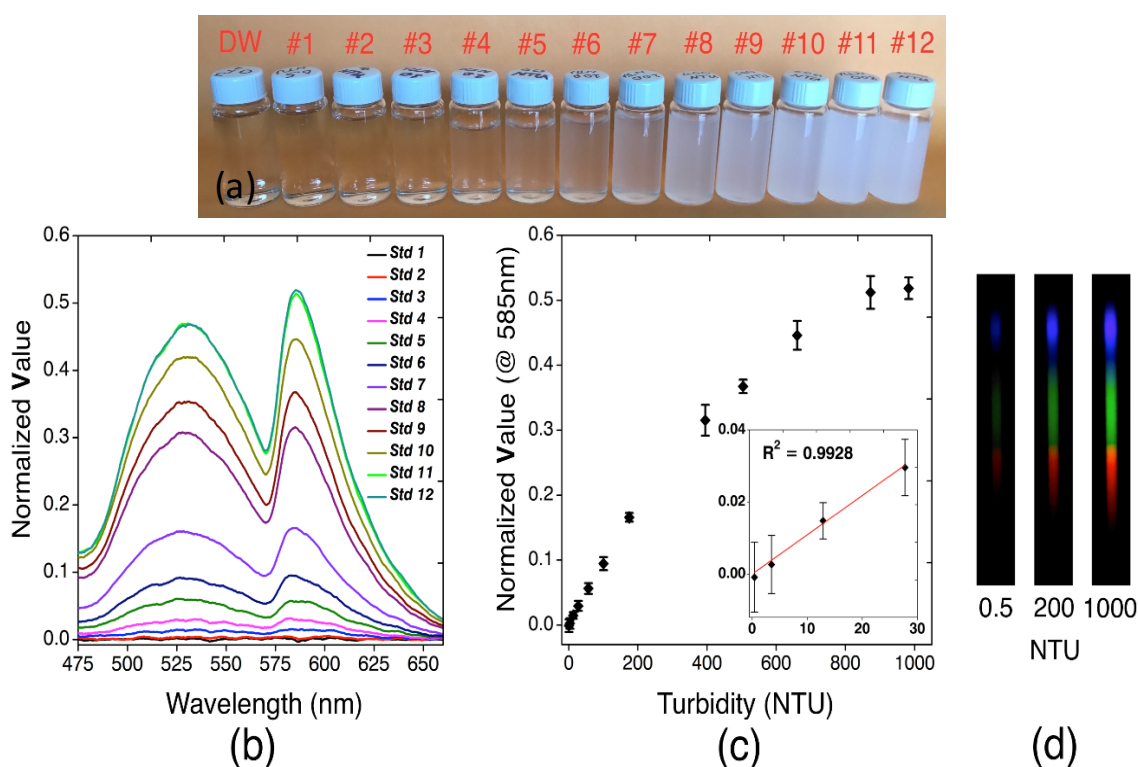 DW #1 #2 #3 #4 #5 #6 #7 #8 #9 #10 #11 #12
(a)
Normalized Value
0.6
0.5
0.4
0.3
0.2
0.1
0.0
Std 1
Std 2
Std 3
Std 4
Std 5
Std 6
Std 7
Std 8
Std 9
Std 10
Std 11
Std 12
475 500 525 550 575 600 625 650
Wavelength (nm)
(b)
Normalized Value (@ 585nm)
0.6
0.5
0.4
0.3
0.2
0.1
0.0
0.04
0.02
0.00
R² = 0.9928
0 10 20 30
0 200 400 600 800 1000
Turbidity (NTU)
(c)
0.5 200 1000
NTU
(d)